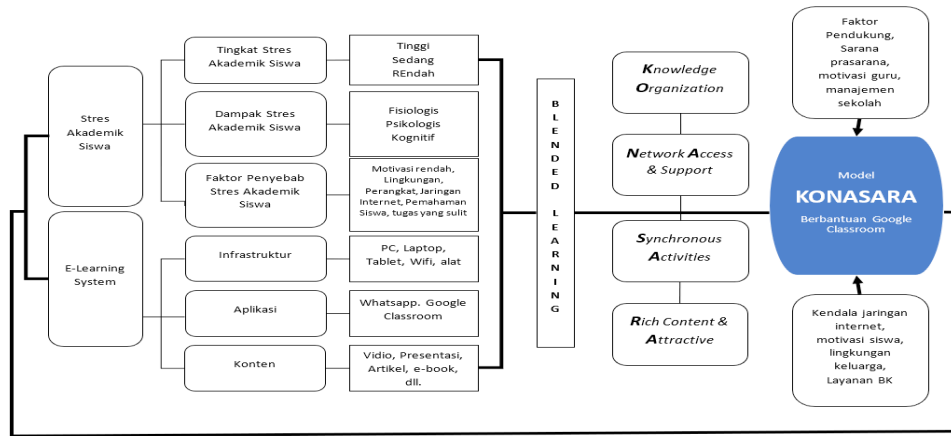 Stres
Akademik
Siswa
E-Learning
System
Tingkat Stres
Akademik Siswa
Dampak Stres
Akademik Siswa
Faktor Penyebab
Stres Akademik
Siswa
Infrastruktur
Aplikasi
Konten
Tinggi
Sedang
REndah
Fisiologis
Psikologis
Kognitif
Motivasi rendah,
Lingkungan,
Perangkat, Jaringan
Internet, Pemahaman
Siswa, tugas yang sulit
PC, Laptop,
Tablet, Wifi, alat
Whatsapp. Google
Classroom
Vidio, Presentasi,
Artikel, e-book,
dll.
B
L
E
N
D
E
D
L
E
A
R
N
I
N
G
Knowledge
Organization
Network Access
& Support
Synchronous
Activities
Rich Content &
Attractive
Faktor
Pendukung,
Sarana
prasarana,
motivasi guru,
manajemen
sekolah
Model
KONASARA
Berbantuan Google
Classroom
Kendala jaringan
internet,
motivasi siswa,
lingkungan
keluarga,
Layanan BK